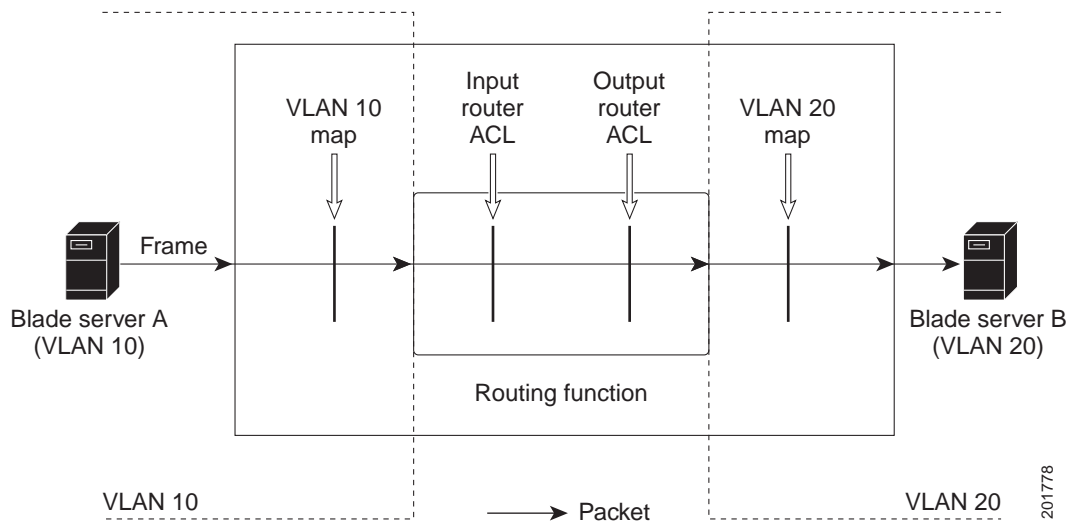 VLAN 10
map
Input
router
ACL
Output
router
ACL
VLAN 20
map
Frame
Blade server A
(VLAN 10)
Blade server B
(VLAN 20)
Routing function
VLAN 10
Packet
VLAN 20
201778